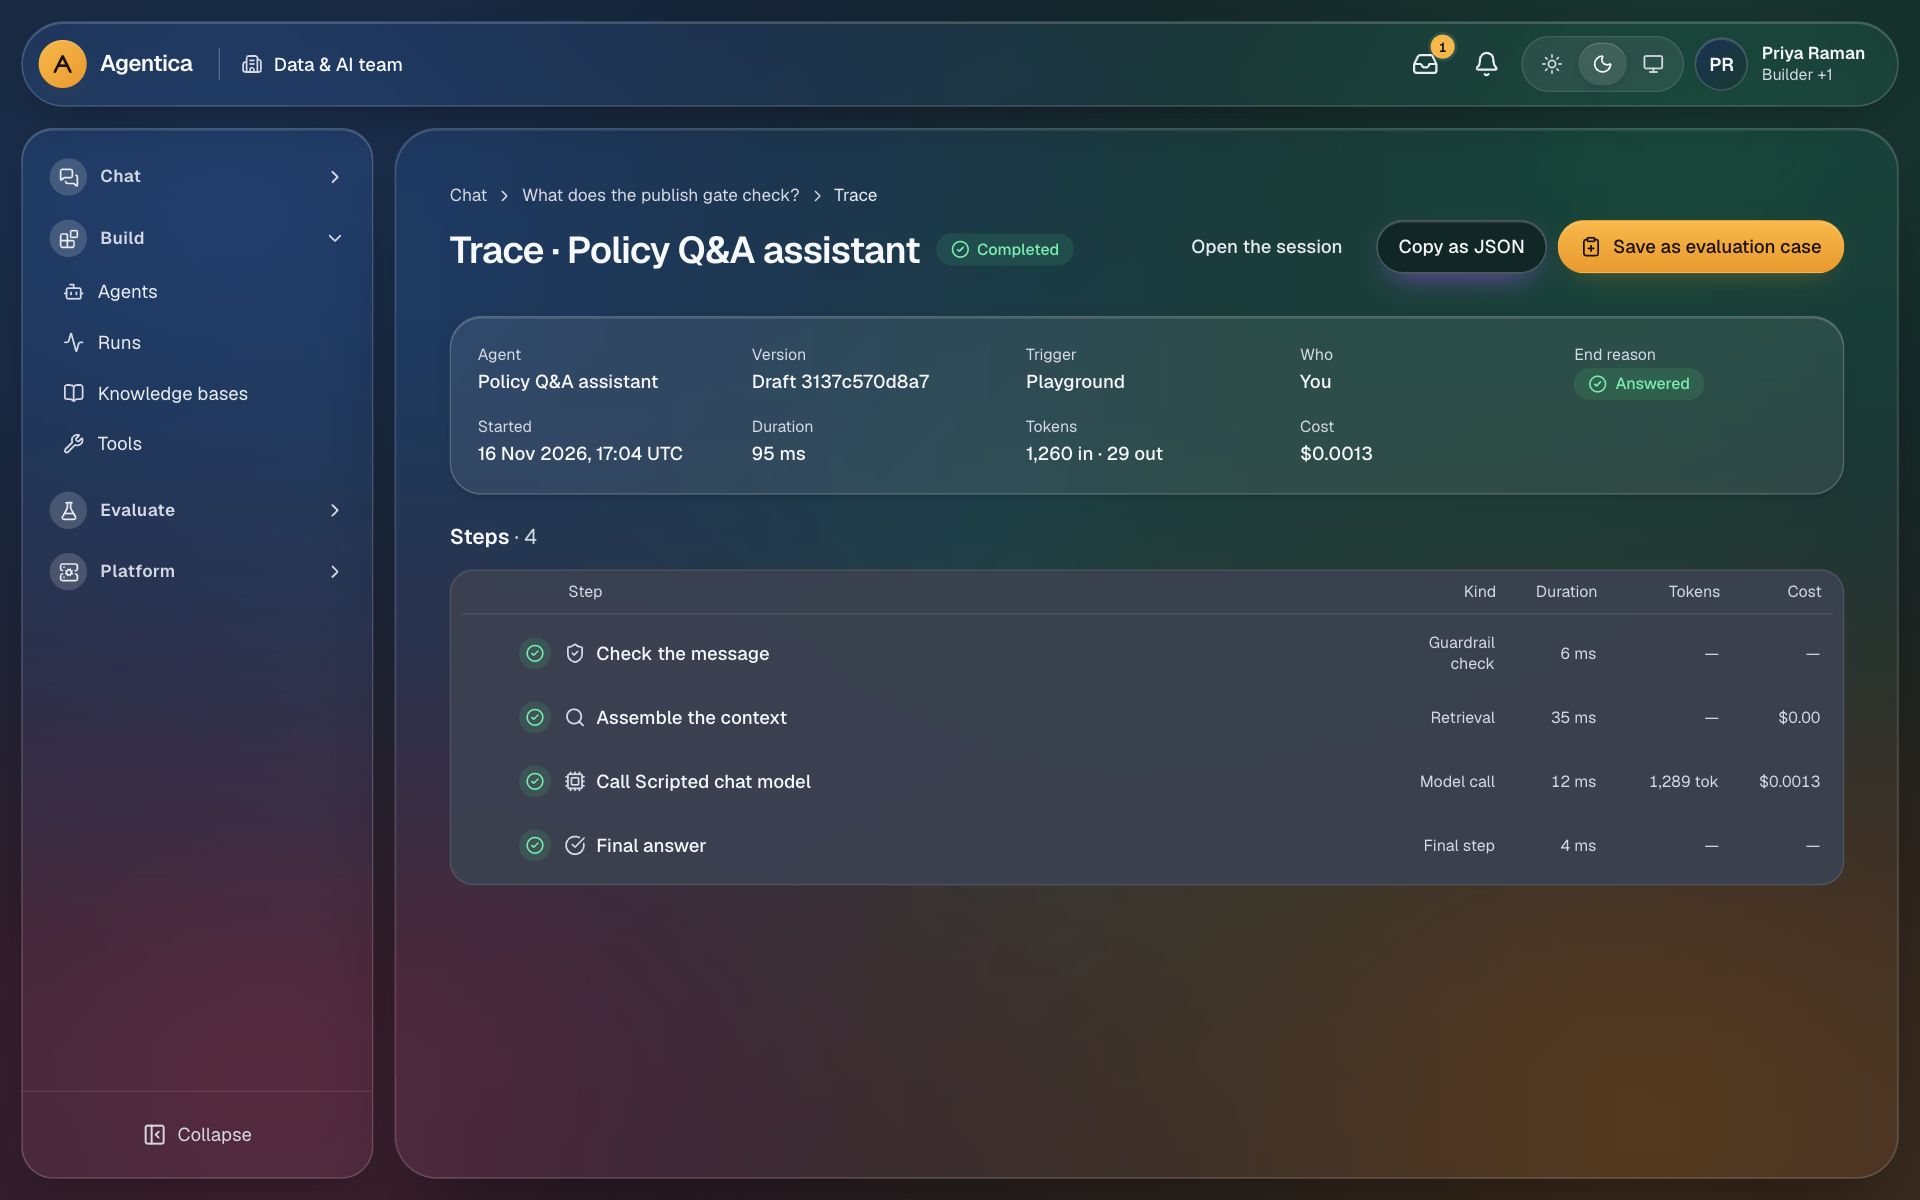 Agentica
Data & AI team
1
PR
Priya Raman
Builder +1
Chat
Build
Agents
Runs
Knowledge bases
Tools
Evaluate
Platform
Collapse
Chat > What does the publish gate check? > Trace
Trace · Policy Q&A assistant
Completed
Open the session
Copy as JSON
Save as evaluation case
Agent
Policy Q&A assistant
Version
Draft 3137c570d8a7
Trigger
Playground
Who
You
End reason
Answered
Started
16 Nov 2026, 17:04 UTC
Duration
95 ms
Tokens
1,260 in · 29 out
Cost
$0.0013
Steps · 4
Step Kind Duration Tokens Cost
Check the message Guardrail check 6 ms — —
Assemble the context Retrieval 35 ms — $0.00
Call Scripted chat model Model call 12 ms 1,289 tok $0.0013
Final answer Final step 4 ms — —